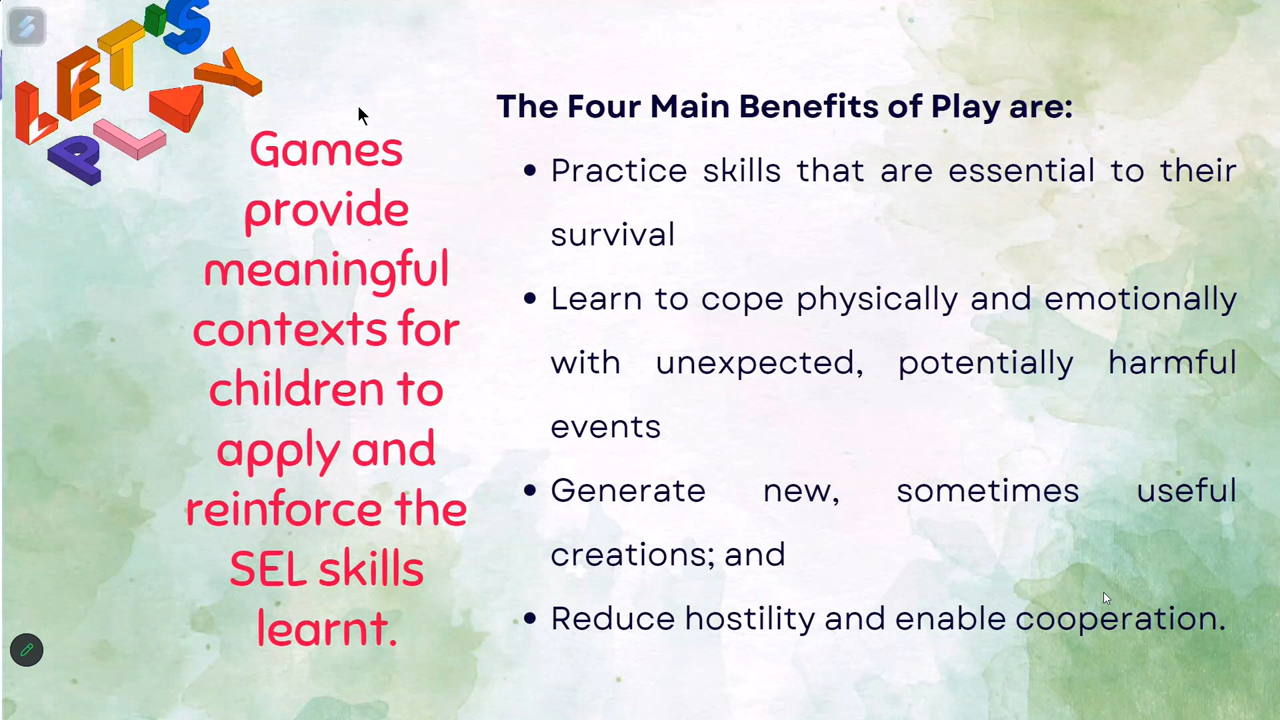 LET'S
PLAY
Games
provide
meaningful
contexts for
children to
apply and
reinforce the
SEL skills
learnt.
The Four Main Benefits of Play are:
• Practice skills that are essential to their
survival
• Learn to cope physically and emotionally
with unexpected, potentially harmful
events
• Generate new, sometimes useful
creations; and
• Reduce hostility and enable cooperation.